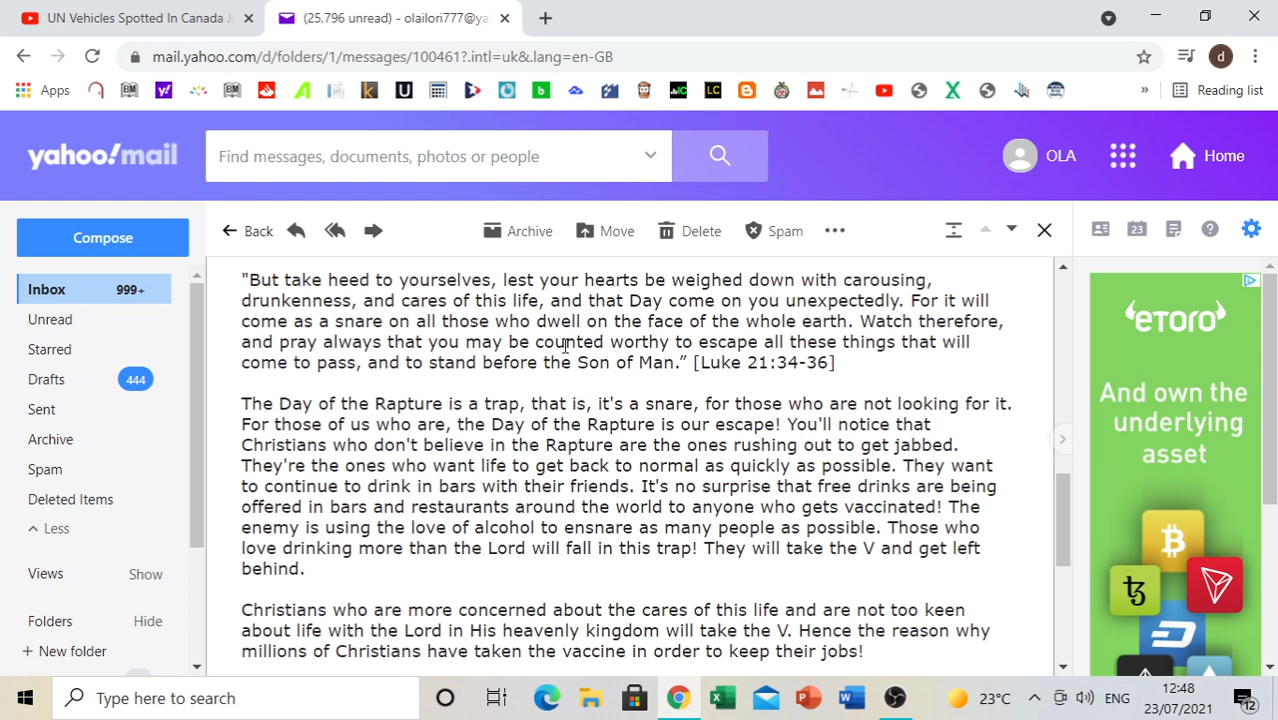 UN Vehicles Spotted In Canada J
(25,796 unread) - olailori777@ya
mail.yahoo.com/d/folders/1/messages/100461?.intl=uk&.lang=en-GB
d
Apps
BM
BM
U
b
IC
LC
»
Reading list
yahoo!mail
Find messages, documents, photos or people
OLA
Home
Compose
Back
Archive
Move
Delete
Spam
23
Inbox 999+
Unread
Starred
Drafts 444
Sent
Archive
Spam
Deleted Items
Less
Views Show
Folders Hide
+ New folder
"But take heed to yourselves, lest your hearts be weighed down with carousing,
drunkenness, and cares of this life, and that Day come on you unexpectedly. For it will
come as a snare on all those who dwell on the face of the whole earth. Watch therefore,
and pray always that you may be counted worthy to escape all these things that will
come to pass, and to stand before the Son of Man.” [Luke 21:34-36]
The Day of the Rapture is a trap, that is, it's a snare, for those who are not looking for it.
For those of us who are, the Day of the Rapture is our escape! You'll notice that
Christians who don't believe in the Rapture are the ones rushing out to get jabbed.
They're the ones who want life to get back to normal as quickly as possible. They want
to continue to drink in bars with their friends. It's no surprise that free drinks are being
offered in bars and restaurants around the world to anyone who gets vaccinated! The
enemy is using the love of alcohol to ensnare as many people as possible. Those who
love drinking more than the Lord will fall in this trap! They will take the V and get left
behind.
Christians who are more concerned about the cares of this life and are not too keen
about life with the Lord in His heavenly kingdom will take the V. Hence the reason why
millions of Christians have taken the vaccine in order to keep their jobs!
eToro
And own the
underlying
asset
Type here to search
23°C
ENG
12:48
23/07/2021
12